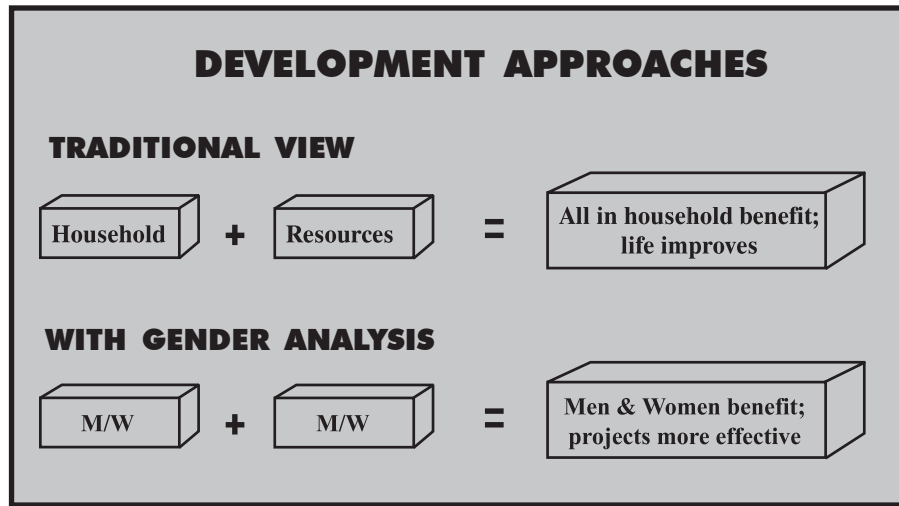 DEVELOPMENT APPROACHES
TRADITIONAL VIEW
Household + Resources = All in household benefit;
life improves
WITH GENDER ANALYSIS
M/W + M/W = Men & Women benefit;
projects more effective